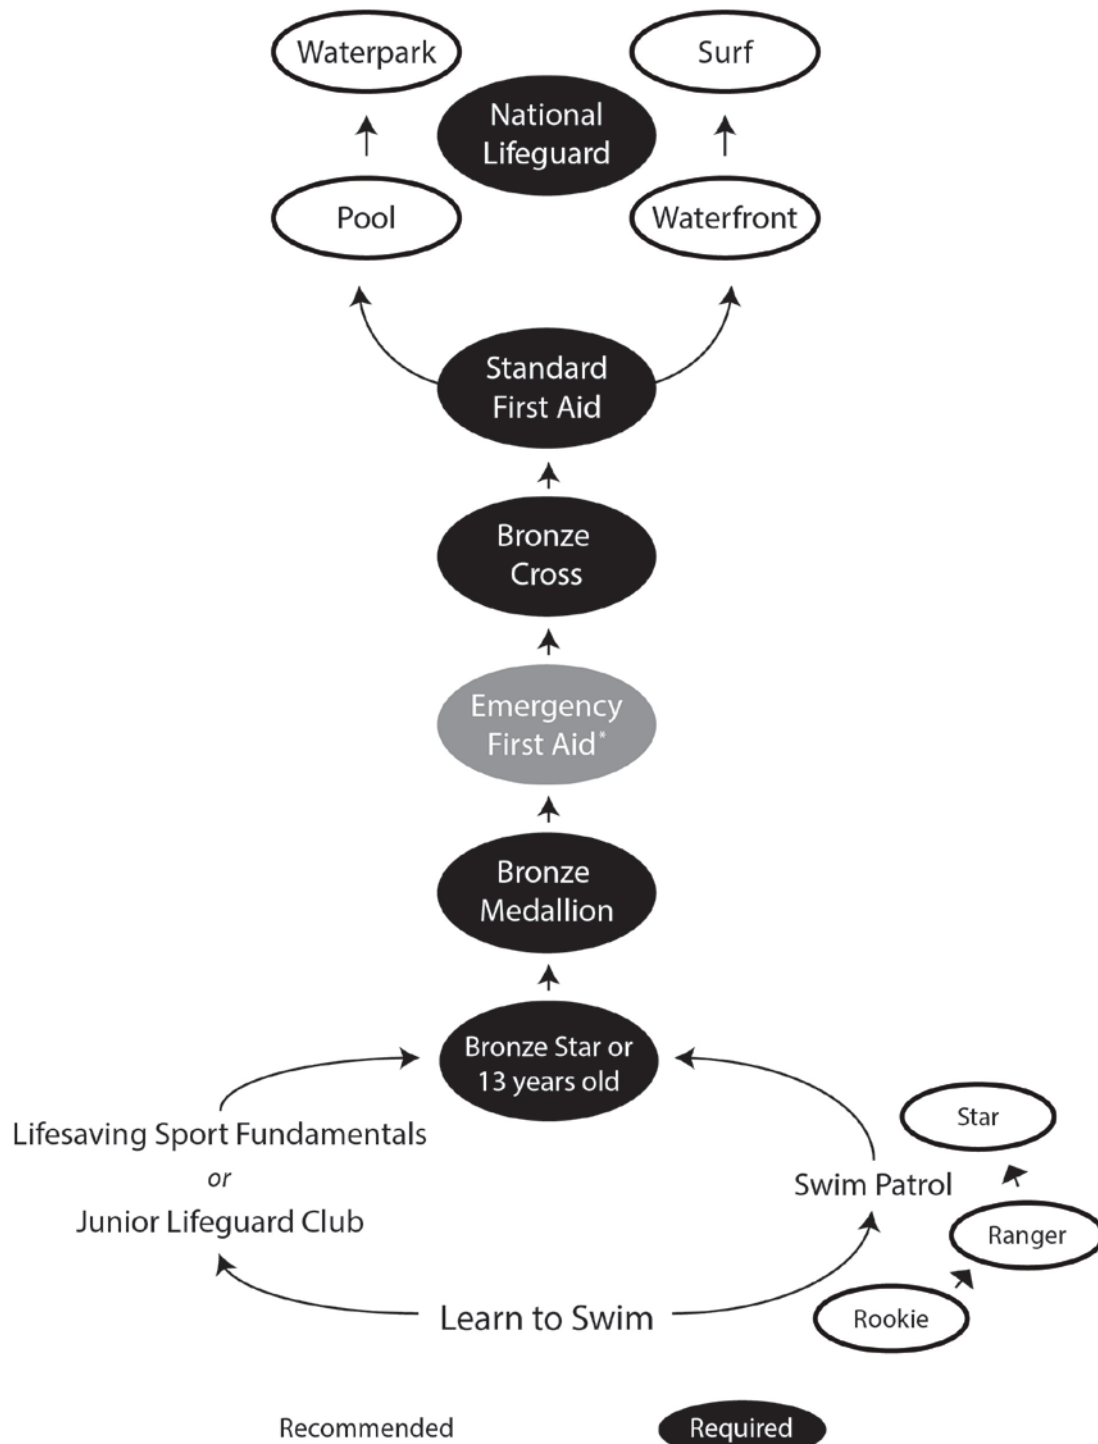 Waterpark
Surf
National
Lifeguard
Pool
Waterfront
Standard
First Aid
Bronze
Cross
Emergency
First Aid*
Bronze
Medallion
Bronze Star or
13 years old
Lifesaving Sport Fundamentals
or
Junior Lifeguard Club
Star
Swim Patrol
Ranger
Rookie
Learn to Swim
Recommended
Required